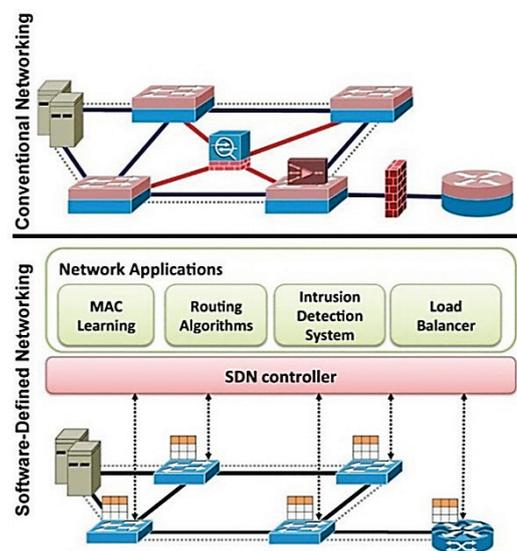 Conventional Networking
Software-Defined Networking
Network Applications
MAC
Learning
Routing
Algorithms
Intrusion
Detection
System
Load
Balancer
SDN controller